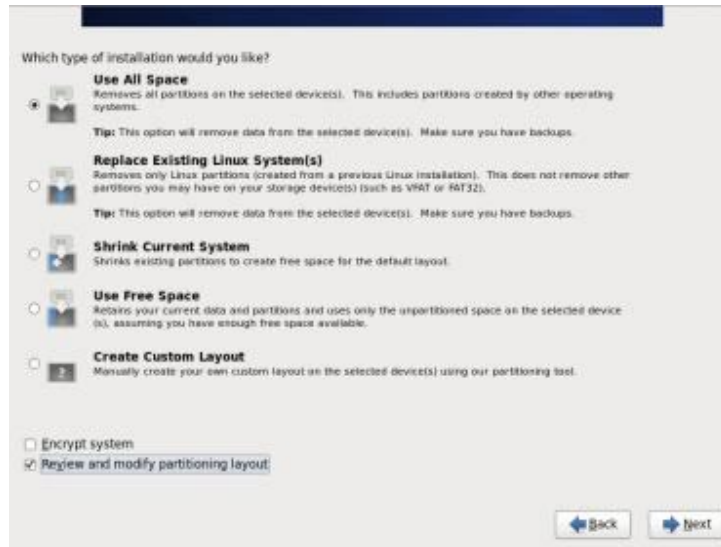 Which type of installation would you like?
Use All Space
Removes all partitions on the selected device(s). This includes partitions created by other operating
systems.
Tip: This option will remove data from the selected device(s). Make sure you have backups.
Replace Existing Linux System(s)
Removes only Linux partitions (created from a previous Linux installation). This does not remove other
partitions you may have on your storage device(s) (such as VFAT or FAT32).
Tip: This option will remove data from the selected device(s). Make sure you have backups.
Shrink Current System
Shrinks existing partitions to create free space for the default layout.
Use Free Space
Retains your current data and partitions and uses only the unpartitioned space on the selected device
(s), assuming you have enough free space available.
Create Custom Layout
Manually create your own custom layout on the selected device(s) using our partitioning tool.
?
Encrypt system
Review and modify partitioning layout
Back
Next